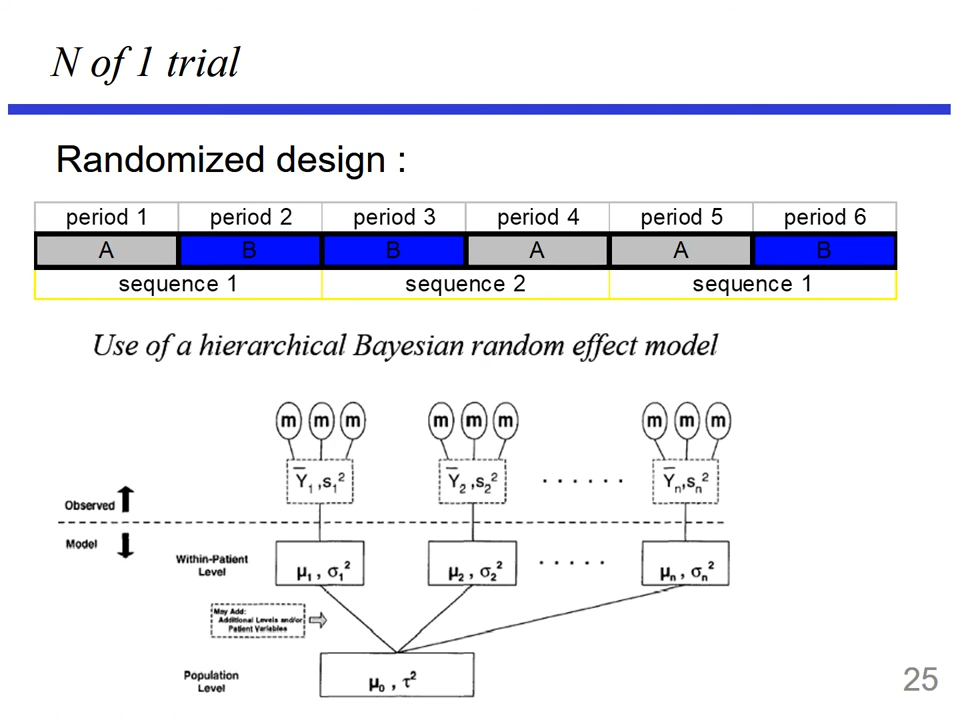 N of 1 trial
Randomized design :
period 1 period 2 period 3 period 4 period 5 period 6
A B B A A B
sequence 1 sequence 2 sequence 1
Use of a hierarchical Bayesian random effect model
m m m m m m m m m
Y̅₁ ,s₁² Y̅₂ ,s₂² . . . . . . Y̅ₙ,sₙ²
Observed
Model
Within-Patient
Level
μ₁ , σ₁² μ₂ , σ₂² . . . . . μₙ , σₙ²
May Add:
Additional Levels and/or
Patient Variables
Population
Level
μ₀ , τ²
25